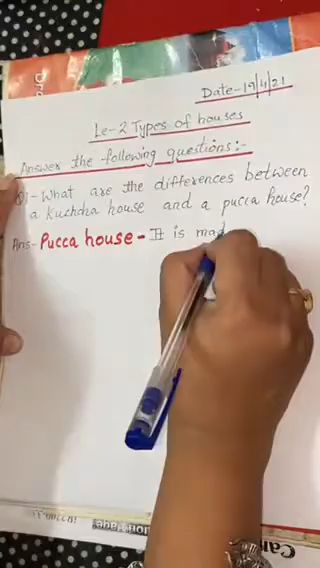 Date-19/4/21
Le-2 Types of houses
Answer the following questions:-
Q1-What are the differences between
a kuchcha house and a pucca house?
Ans-Pucca house - It is mad